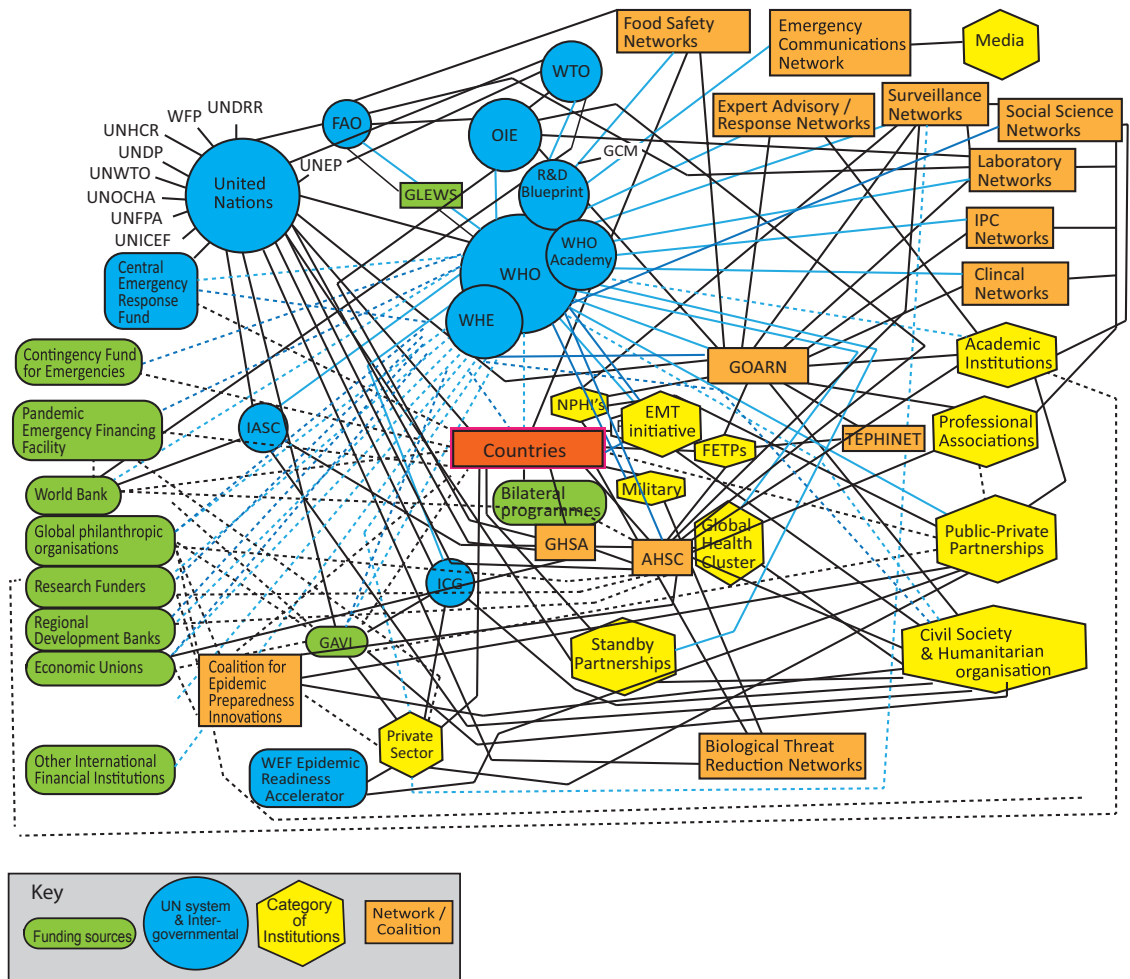 Food Safety
Networks
Emergency
Communications
Network
Media
WTO
UNDRR
WFP
UNHCR
UNDP
UNWTO
UNOCHA
UNFPA
UNICEF
UNEP
United
Nations
FAO
OIE
GLEWS
R&D
Blueprint
GCM
Expert Advisory /
Response Networks
Surveillance
Networks
Social Science
Networks
Laboratory
Networks
IPC
Networks
Clincal
Networks
WHO
WHO
Academy
WHE
Central
Emergency
Response
Fund
Contingency Fund
for Emergencies
Pandemic
Emergency Financing
Facility
IASC
World Bank
Global philanthropic
organisations
Research Funders
Regional
Development Banks
Economic Unions
Other International
Financial Institutions
GOARN
Academic
Institutions
NPHI's
EMT
initiative
FETPs
TEPHINET
Professional
Associations
Countries
Bilateral
programmes
Military
GHSA
AHSC
Global
Health
Cluster
Public-Private
Partnerships
ICG
GAVI
Coalition for
Epidemic
Preparedness
Innovations
Standby
Partnerships
Civil Society
& Humanitarian
organisation
Private
Sector
WEF Epidemic
Readiness
Accelerator
Biological Threat
Reduction Networks
Key
Funding sources
UN system
& Inter-
governmental
Category
of
Institutions
Network /
Coalition